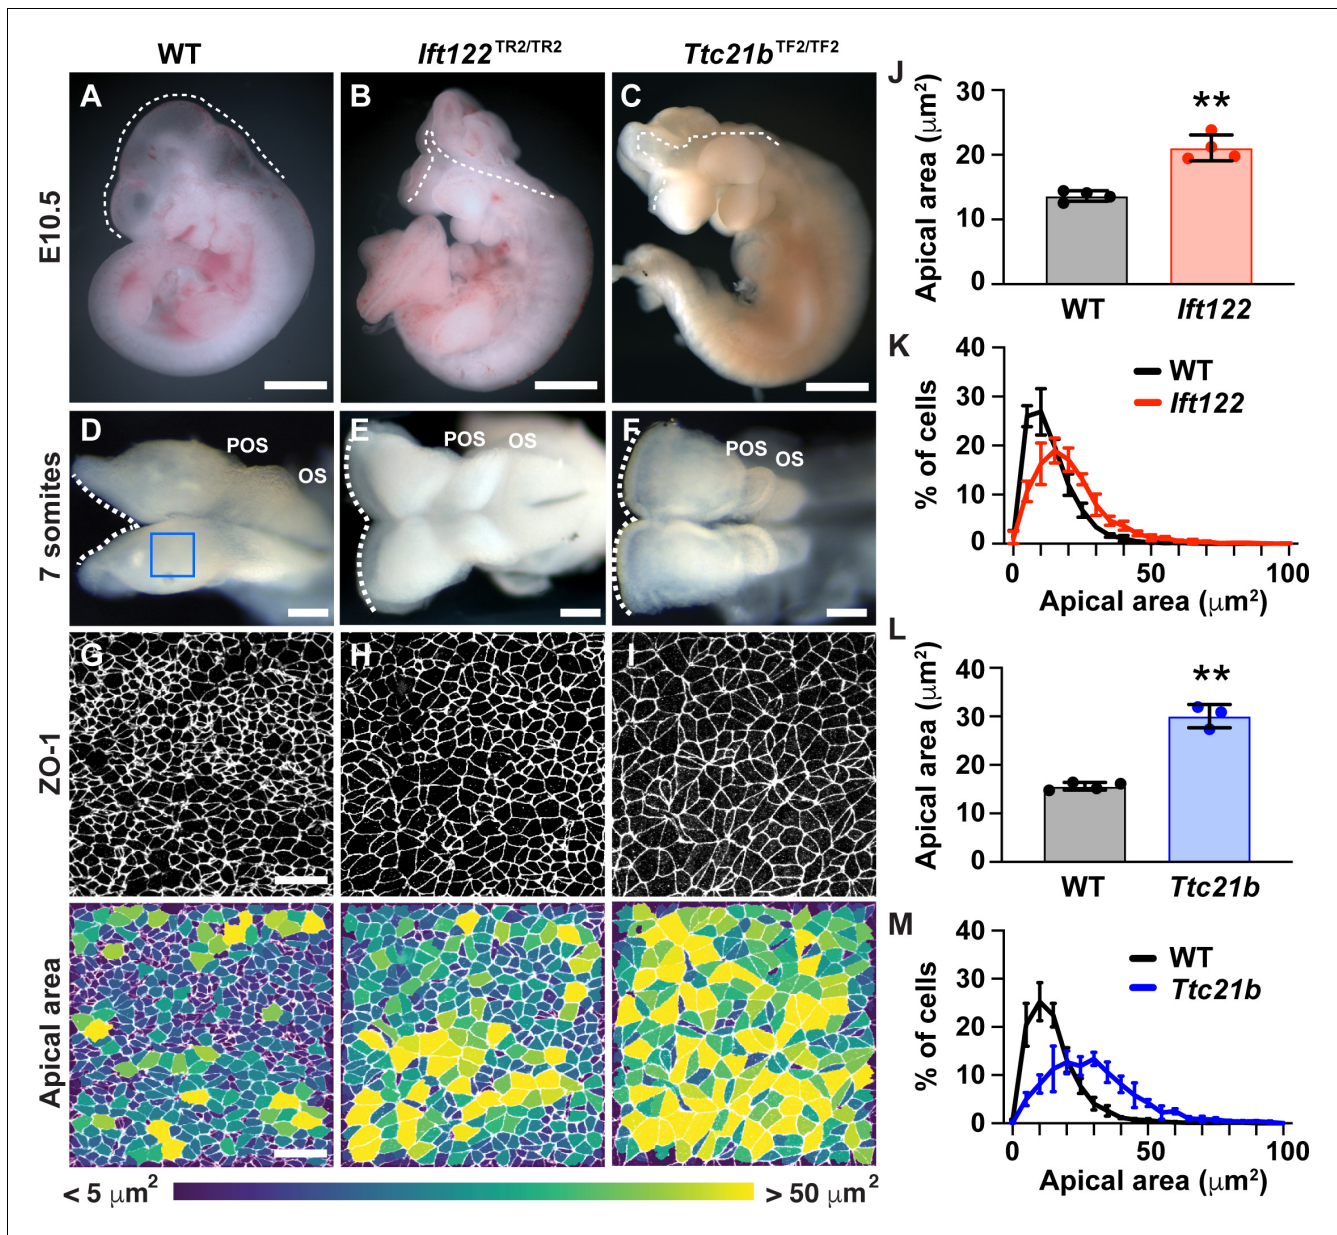 WT
Ift122TR2/TR2
Ttc21bTF2/TF2
E10.5
A
B
C
7 somites
D
POS
OS
E
POS
OS
F
POS
OS
ZO-1
G
H
I
Apical area
< 5 μm²
> 50 μm²
J
Apical area (μm²)
30
20
10
0
**
WT
Ift122
K
% of cells
40
30
20
10
0
WT
Ift122
0
50
100
Apical area (μm²)
L
Apical area (μm²)
40
30
20
10
0
**
WT
Ttc21b
M
% of cells
40
30
20
10
0
WT
Ttc21b
0
50
100
Apical area (μm²)